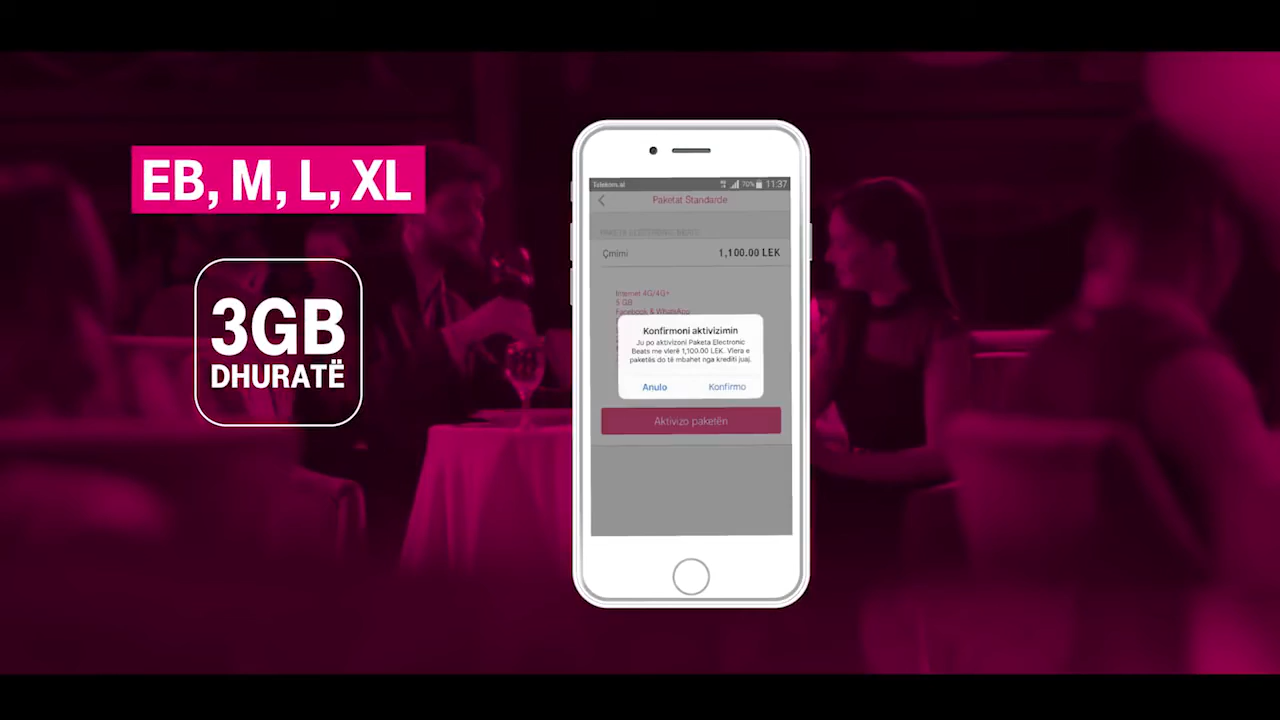 EB, M, L, XL
3GB
DHURATË
Telekom.al
70%
11:37
Paketat Standarde
Çmimi
1,100.00 LEK
Internet 4G/4G+
5 GB
Facebook & WhatsApp
Konfirmoni aktivizimin
Ju po aktivizoni Paketa Electronic
Beats me vlerë 1,100.00 LEK. Vlera e
paketës do të mbahet nga krediti juaj.
Anulo
Konfirmo
Aktivizo paketën